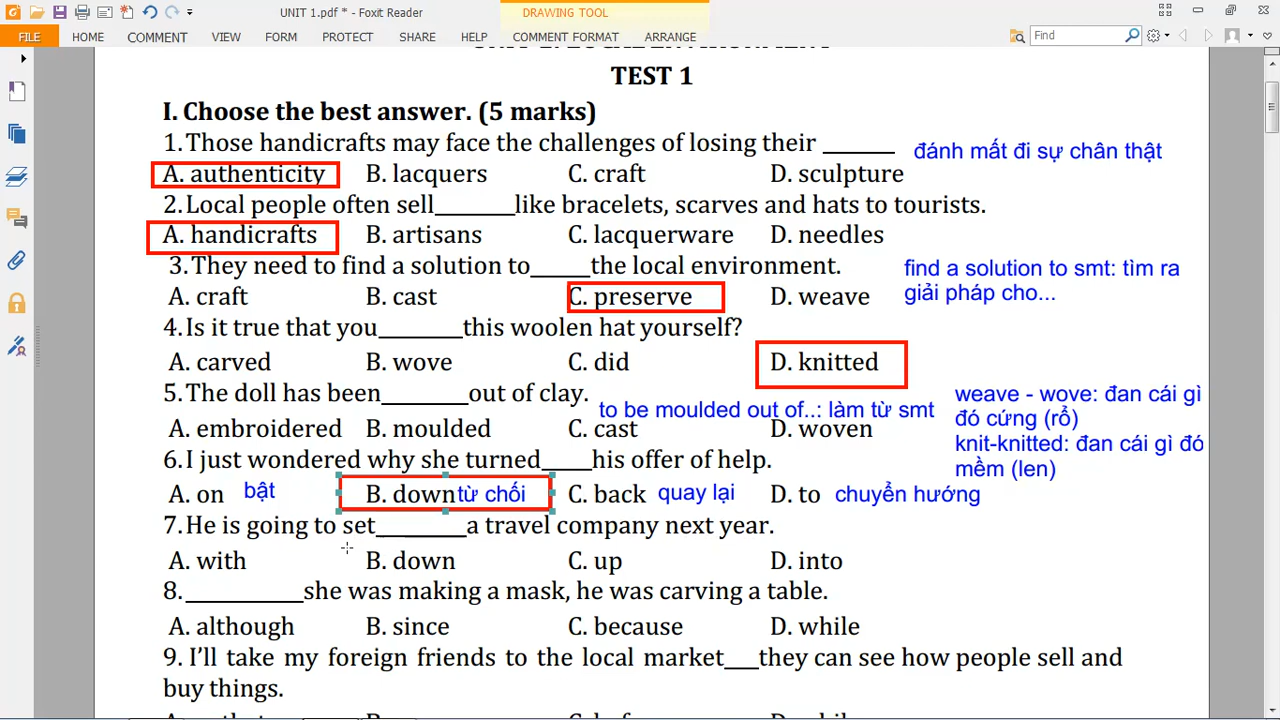 UNIT 1.pdf * - Foxit Reader
DRAWING TOOL
FILE HOME COMMENT VIEW FORM PROTECT SHARE HELP COMMENT FORMAT ARRANGE Find
TEST 1
I. Choose the best answer. (5 marks)
1.Those handicrafts may face the challenges of losing their _______ đánh mất đi sự chân thật
A. authenticity B. lacquers C. craft D. sculpture
2.Local people often sell_______like bracelets, scarves and hats to tourists.
A. handicrafts B. artisans C. lacquerware D. needles
3.They need to find a solution to_____the local environment.
find a solution to smt: tìm ra
giải pháp cho...
A. craft B. cast C. preserve D. weave
4.Is it true that you_______this woolen hat yourself?
A. carved B. wove C. did D. knitted
5.The doll has been_______out of clay.
to be moulded out of..: làm từ smt
weave - wove: đan cái gì
đó cứng (rổ)
knit-knitted: đan cái gì đó
mềm (len)
A. embroidered B. moulded C. cast D. woven
6.I just wondered why she turned____his offer of help.
A. on bật B. down từ chối C. back quay lại D. to chuyển hướng
7.He is going to set_______a travel company next year.
A. with B. down C. up D. into
8.__________she was making a mask, he was carving a table.
A. although B. since C. because D. while
9. I’ll take my foreign friends to the local market___they can see how people sell and
buy things.